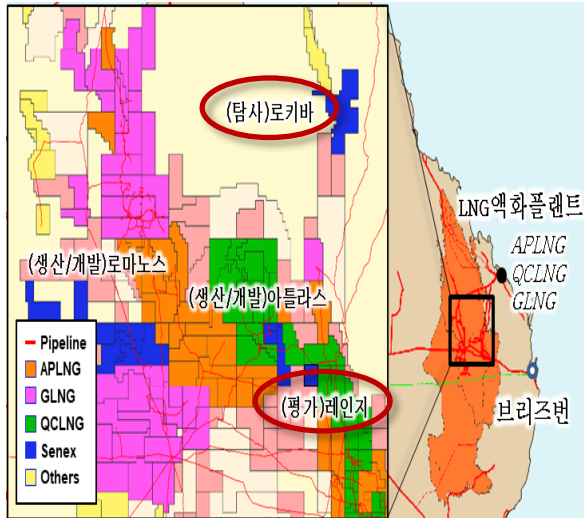 (탐사)로키바
LNG액화플랜트
APLNG
QCLNG
GLNG
(생산/개발)로마노스
(생산/개발)아틀라스
Pipeline
APLNG
GLNG
QCLNG
Senex
Others
(평가)레인지
브리즈번